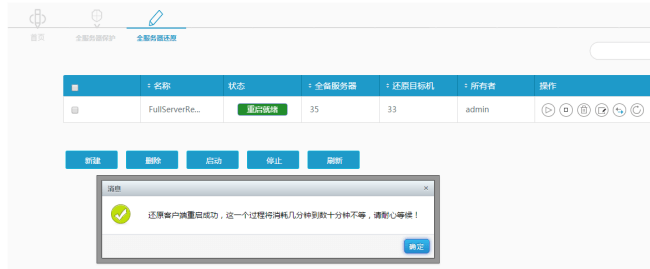 首页 全服务器保护 全服务器还原
名称 状态 全备服务器 还原目标机 所有者 操作
FullServerRe... 重启就绪 35 33 admin
新建 删除 启动 停止 刷新
消息 ×
还原客户端重启成功，这一个过程将消耗几分钟到数十分钟不等，请耐心等候！
确定